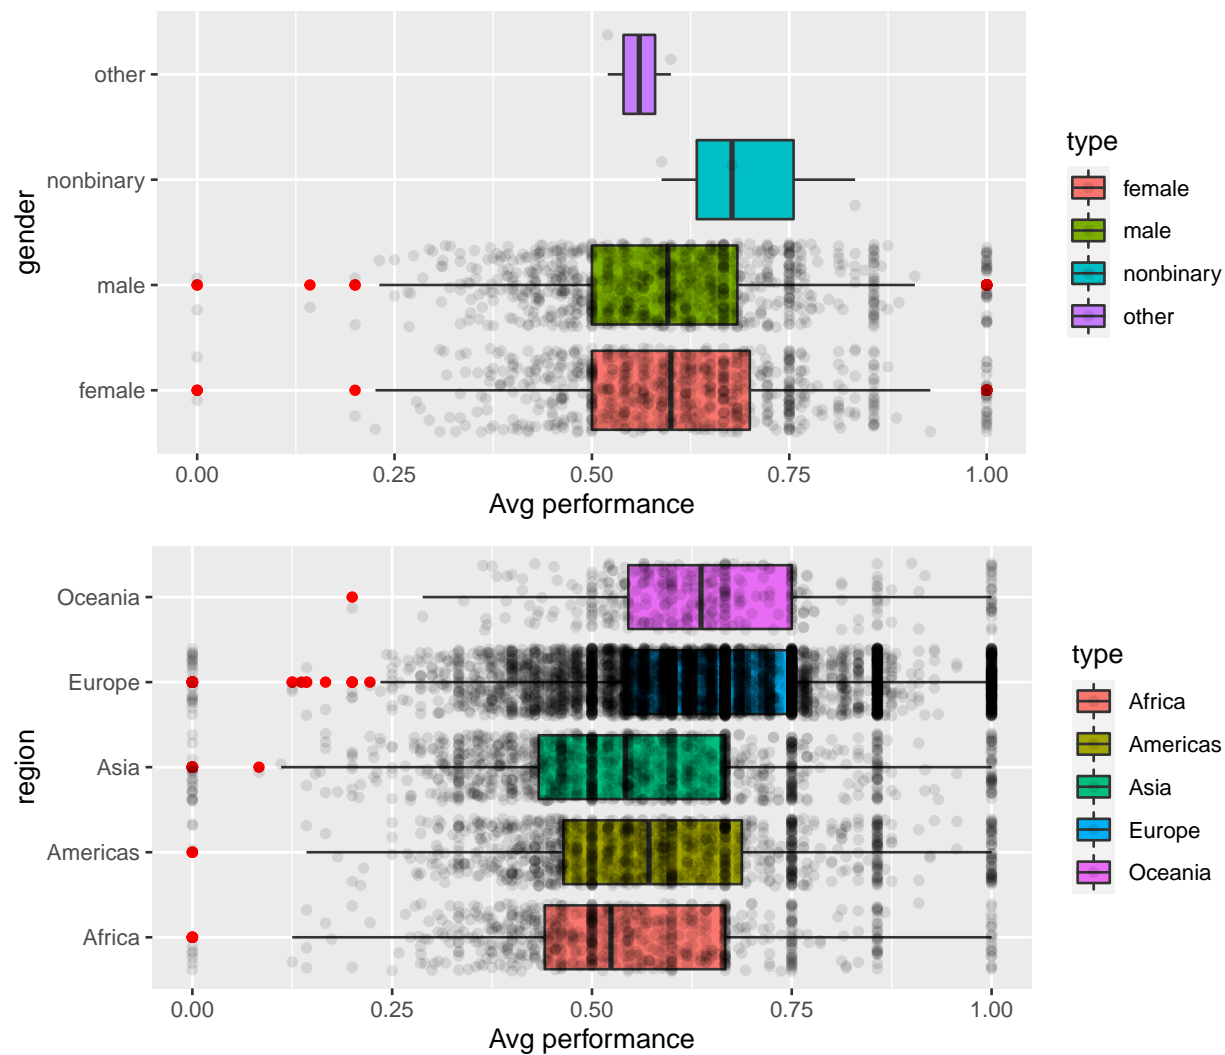 other
nonbinary
male
female
gender
0.00 0.25 0.50 0.75 1.00
Avg performance
type
female
male
nonbinary
other
Oceania
Europe
Asia
Americas
Africa
region
0.00 0.25 0.50 0.75 1.00
Avg performance
type
Africa
Americas
Asia
Europe
Oceania